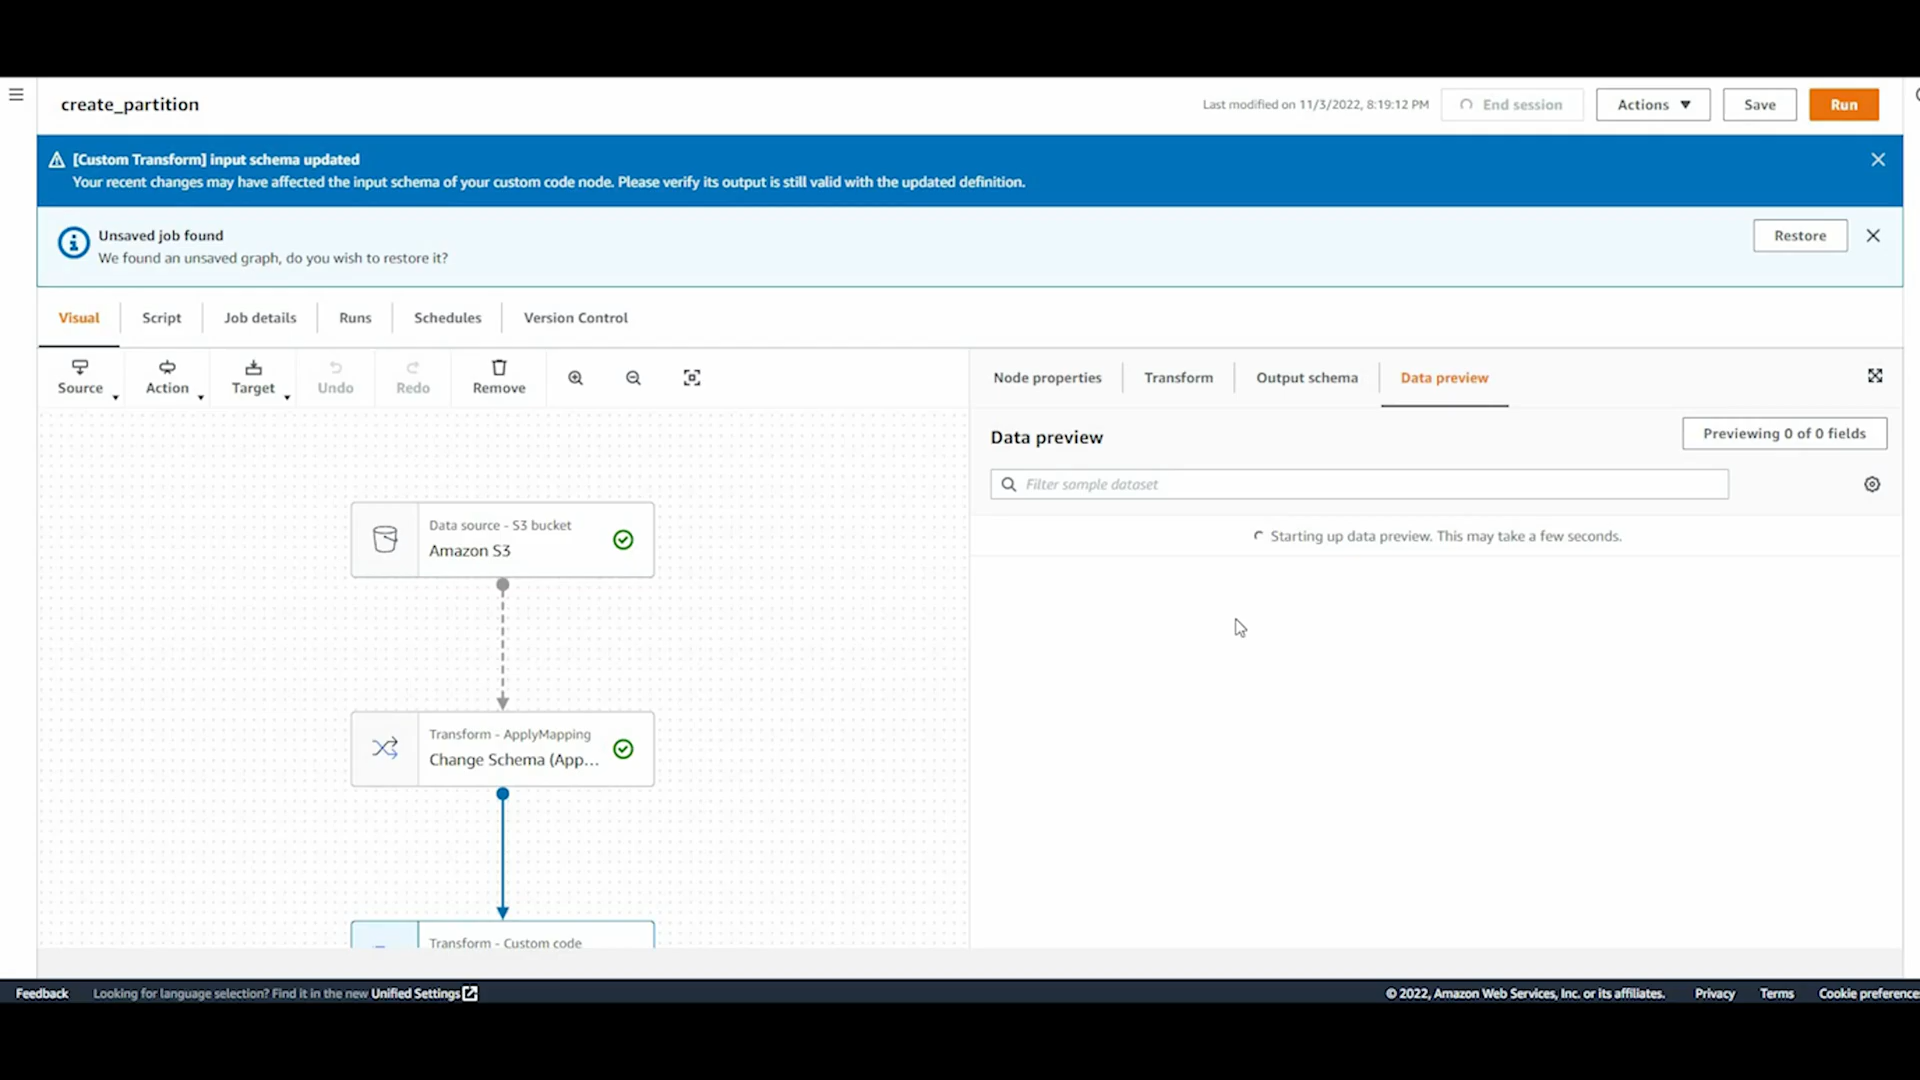 create_partition
Last modified on 11/3/2022, 8:19:12 PM
End session
Actions
Save
Run
[Custom Transform] input schema updated
Your recent changes may have affected the input schema of your custom code node. Please verify its output is still valid with the updated definition.
Unsaved job found
We found an unsaved graph, do you wish to restore it?
Restore
Visual
Script
Job details
Runs
Schedules
Version Control
Source
Action
Target
Undo
Redo
Remove
Node properties
Transform
Output schema
Data preview
Data preview
Previewing 0 of 0 fields
Filter sample dataset
Starting up data preview. This may take a few seconds.
Data source - S3 bucket
Amazon S3
Transform - ApplyMapping
Change Schema (App...
Transform - Custom code
Feedback
Looking for language selection? Find it in the new Unified Settings
© 2022, Amazon Web Services, Inc. or its affiliates.
Privacy
Terms
Cookie preference